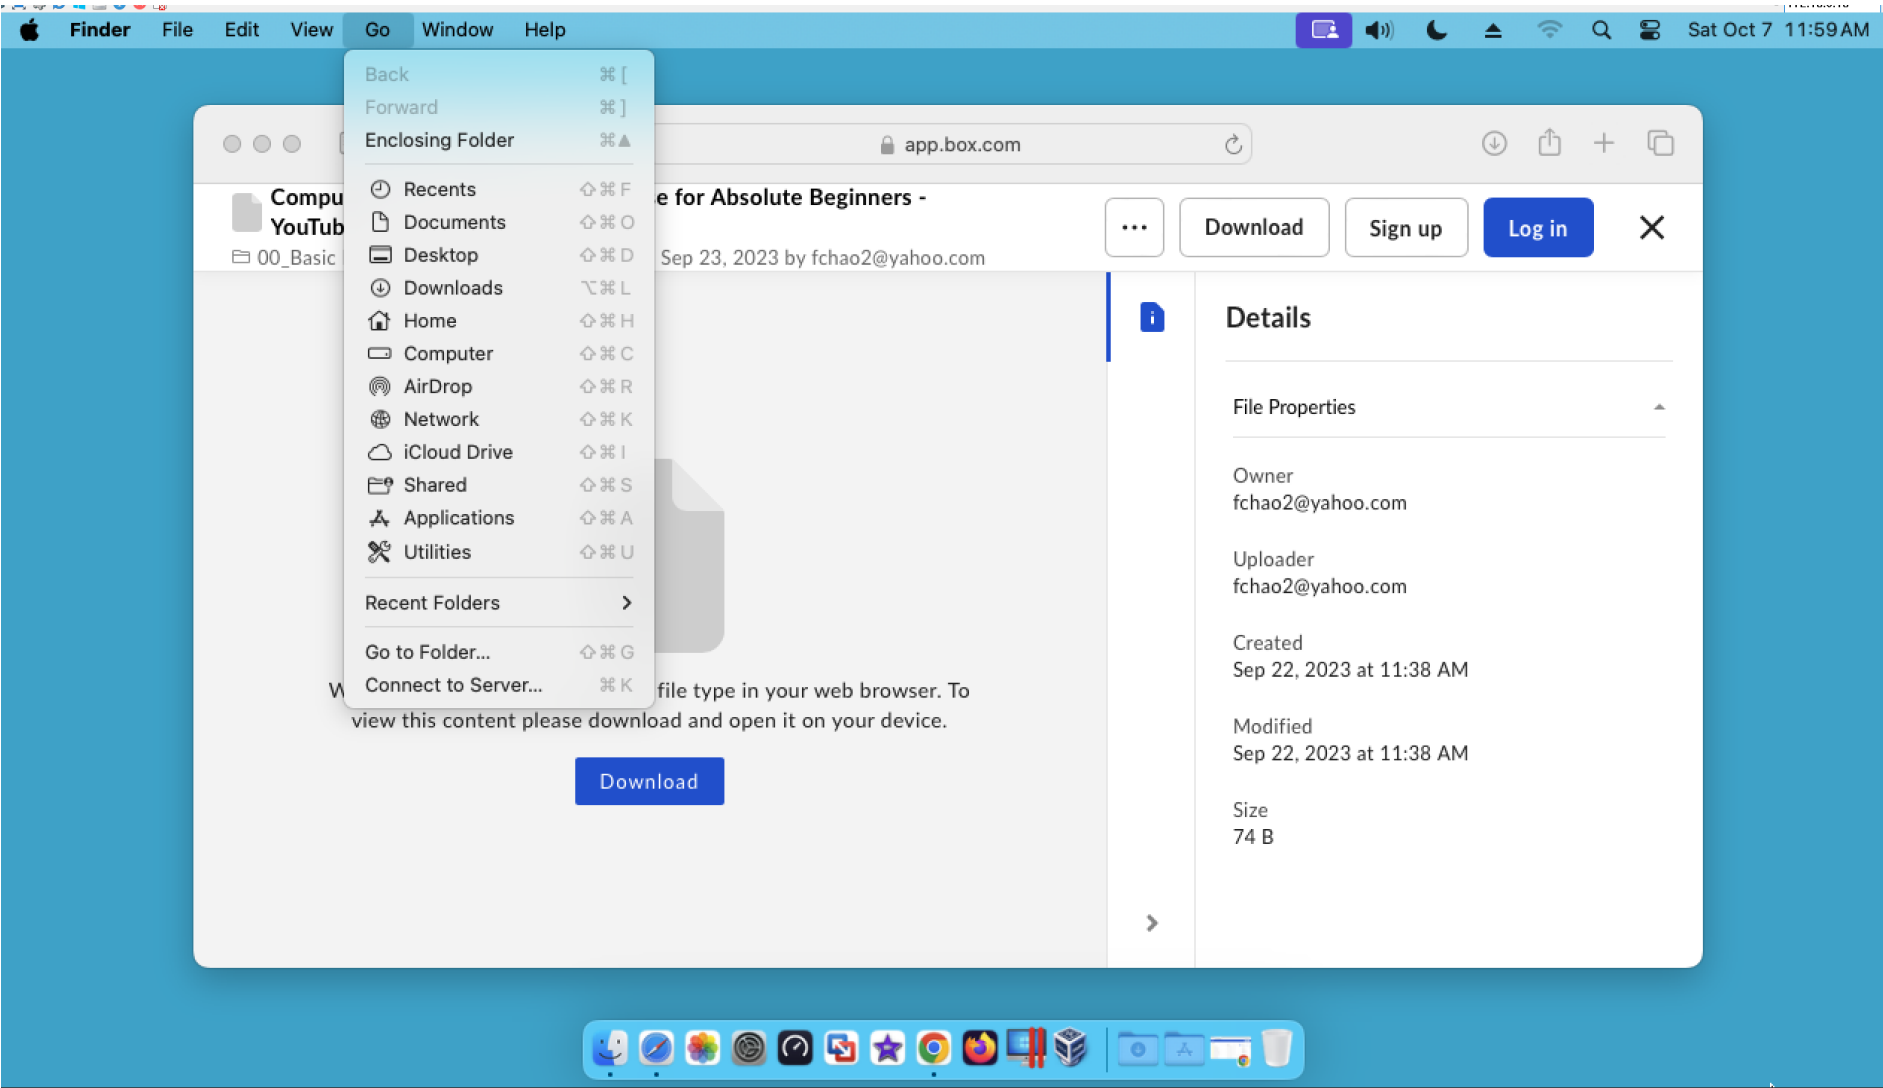 Finder File Edit View Go Window Help Sat Oct 7 11:59 AM
Back ⌘ [
Forward ⌘ ]
Enclosing Folder ⌘▲
Recents ⇧⌘ F
Documents ⇧⌘ O
Desktop ⇧⌘ D
Downloads ⌥⌘ L
Home ⇧⌘ H
Computer ⇧⌘ C
AirDrop ⇧⌘ R
Network ⇧⌘ K
iCloud Drive ⇧⌘ I
Shared ⇧⌘ S
Applications ⇧⌘ A
Utilities ⇧⌘ U
Recent Folders
Go to Folder... ⇧⌘ G
Connect to Server... ⌘ K
app.box.com
for Absolute Beginners -
00_Basic Sep 23, 2023 by fchao2@yahoo.com
... Download Sign up Log in
file type in your web browser. To
view this content please download and open it on your device.
Download
Details
File Properties
Owner
fchao2@yahoo.com
Uploader
fchao2@yahoo.com
Created
Sep 22, 2023 at 11:38 AM
Modified
Sep 22, 2023 at 11:38 AM
Size
74 B